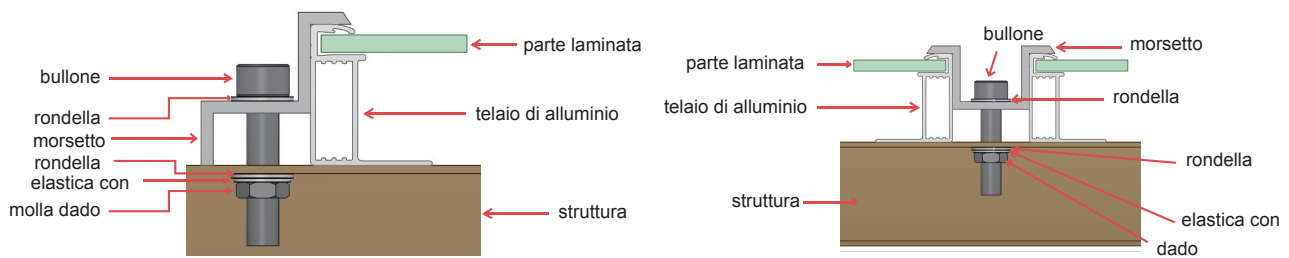 parte laminata
bullone
rondella
telaio di alluminio
morsetto
rondella
elastica con
molla dado
struttura
bullone
morsetto
parte laminata
rondella
telaio di alluminio
rondella
struttura
elastica con
dado